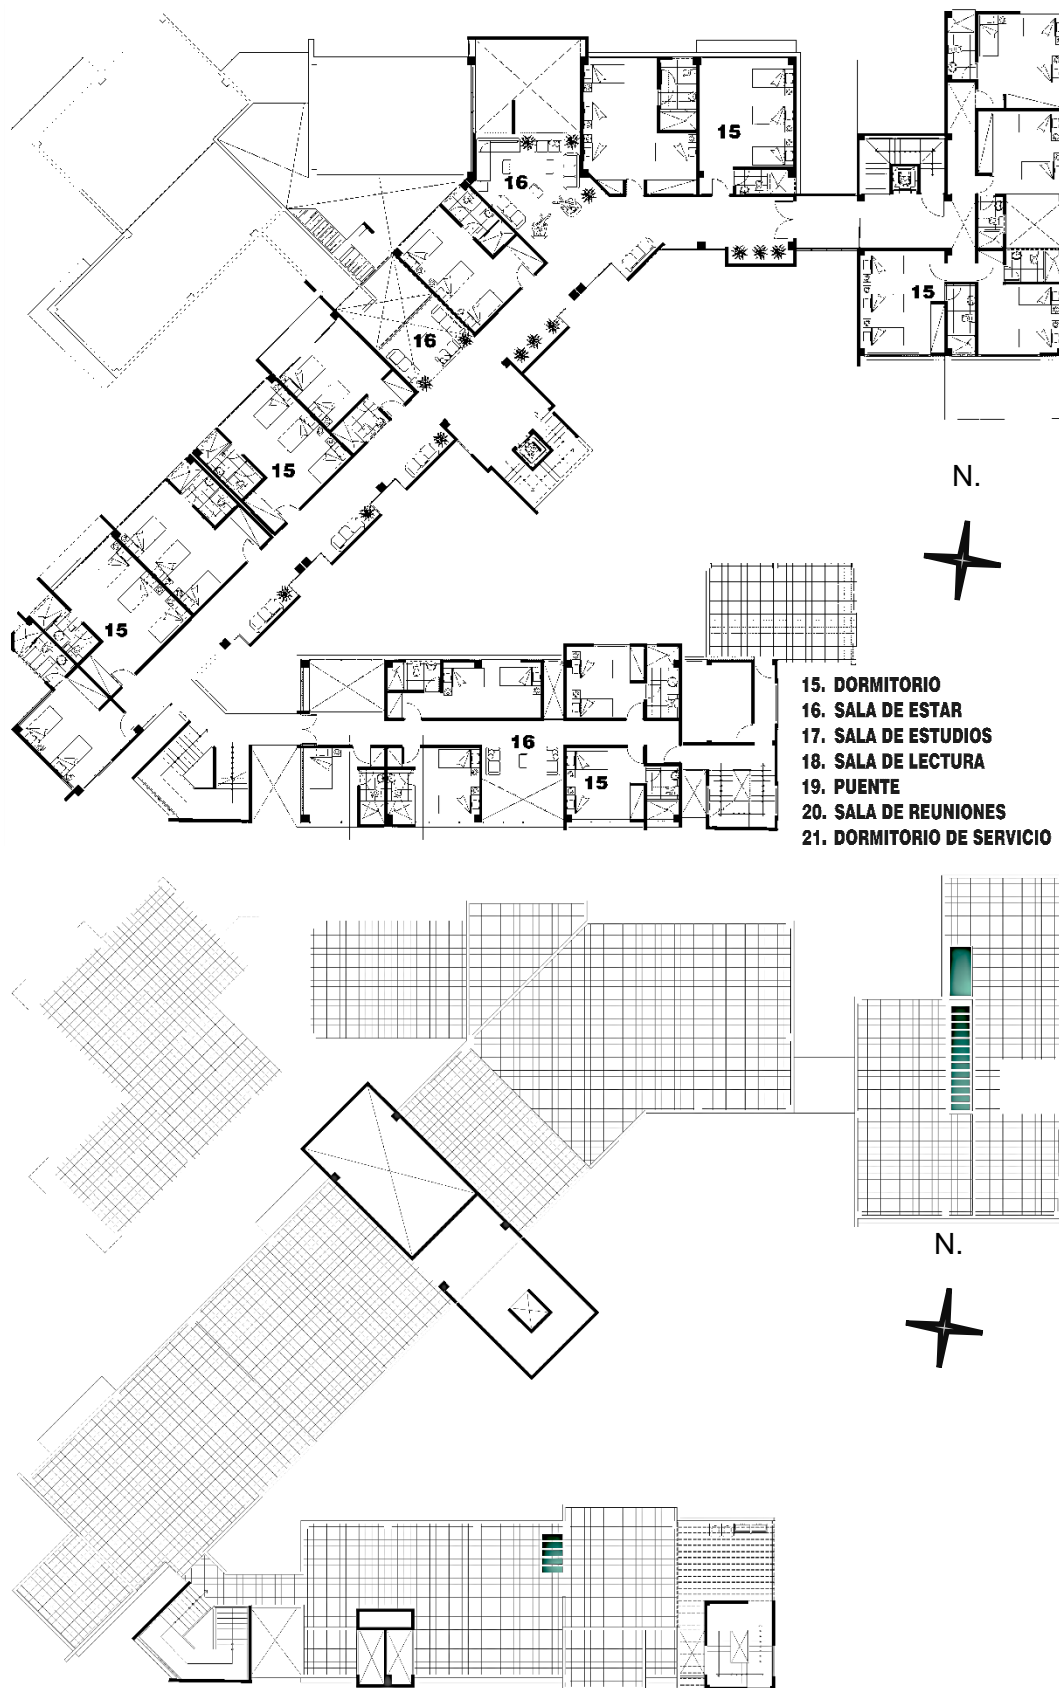 15
16
16
15
15
15
N.
16
15
15. DORMITORIO
16. SALA DE ESTAR
17. SALA DE ESTUDIOS
18. SALA DE LECTURA
19. PUENTE
20. SALA DE REUNIONES
21. DORMITORIO DE SERVICIO
N.